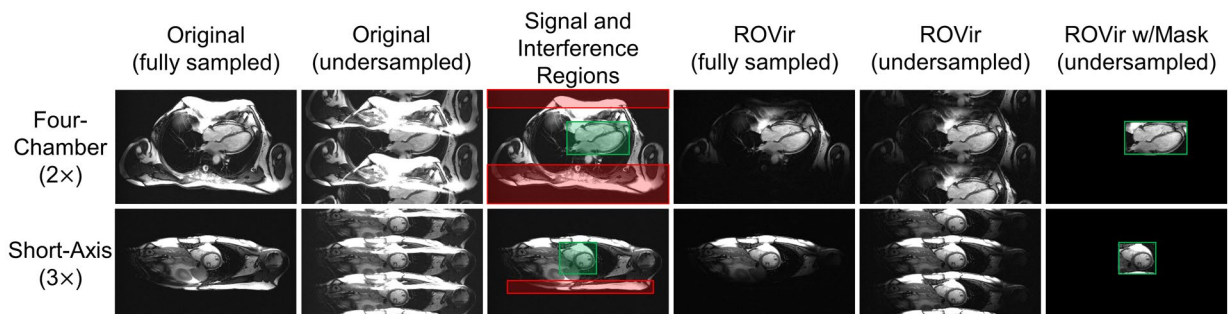 Original
(fully sampled)
Original
(undersampled)
Signal and
Interference
Regions
ROVir
(fully sampled)
ROVir
(undersampled)
ROVir w/Mask
(undersampled)
Four-
Chamber
(2×)
Short-Axis
(3×)